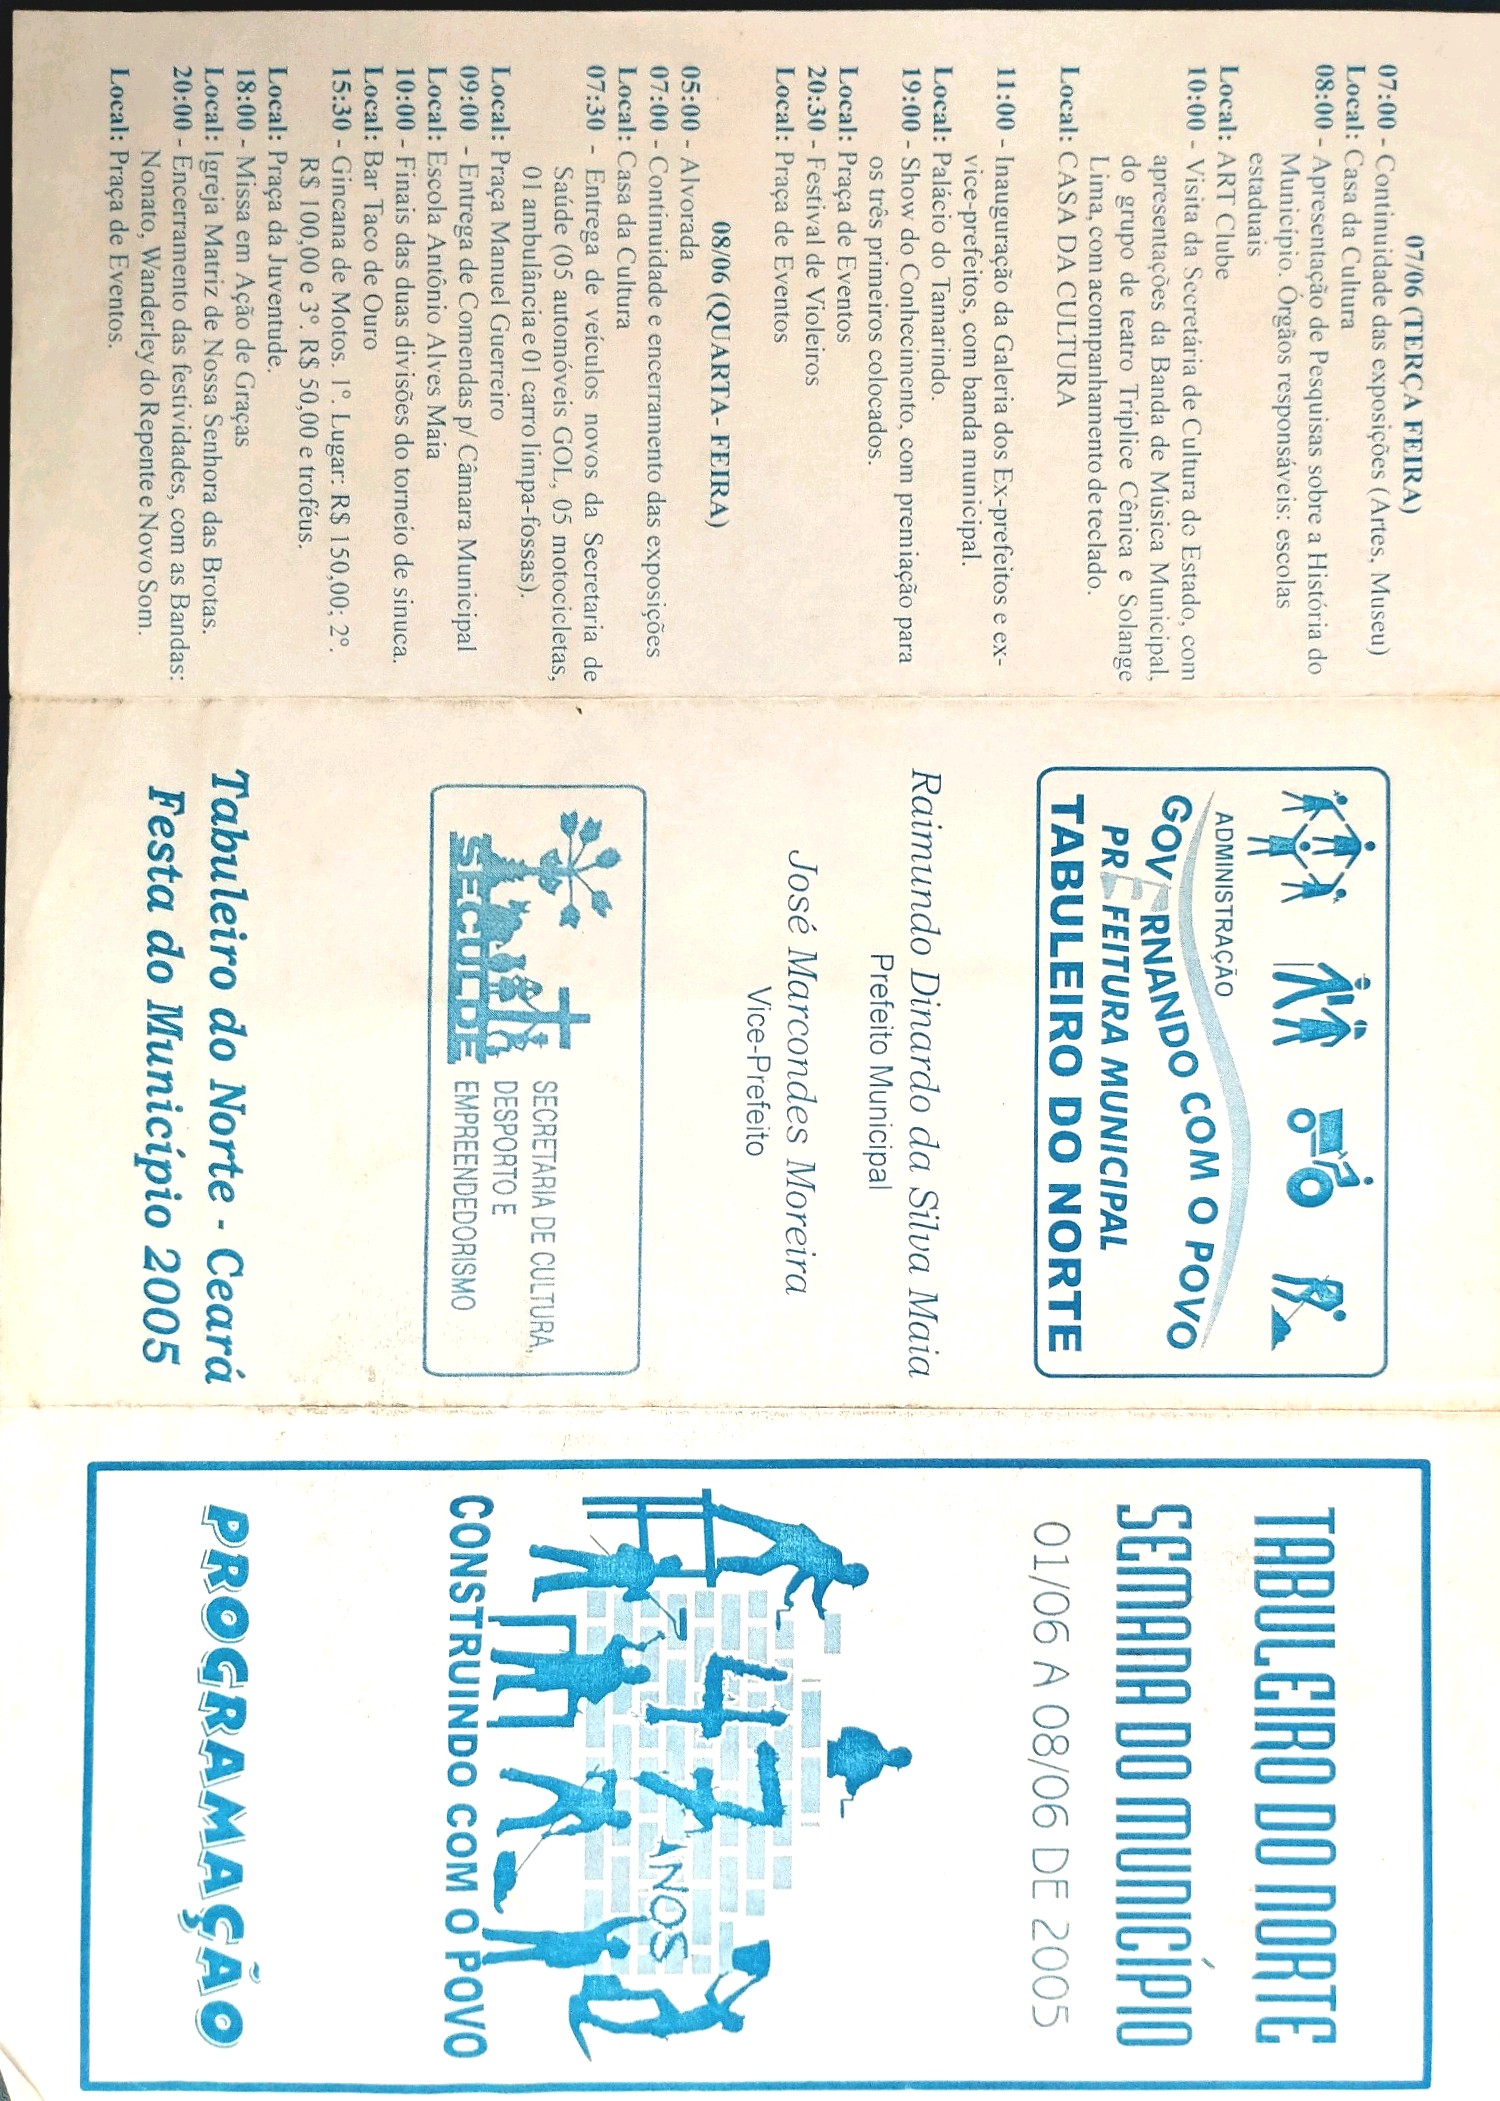 07/06 (TERÇA FEIRA)
07:00 - Continuidade das exposições (Artes, Museu)
Local: Casa da Cultura
08:00 - Apresentação de Pesquisas sobre a História do
Município. Órgãos responsáveis: escolas
estaduais
Local: ART Clube
10:00 - Visita da Secretária de Cultura do Estado, com
apresentações da Banda de Música Municipal,
do grupo de teatro Tríplice Cênica e Solange
Lima, com acompanhamento de teclado.
Local: CASA DA CULTURA
11:00 - Inauguração da Galeria dos Ex-prefeitos e ex-
vice-prefeitos, com banda municipal.
Local: Palácio do Tamarindo.
19:00 - Show do Conhecimento, com premiação para
os três primeiros colocados.
Local: Praça de Eventos
20:30 - Festival de Violeiros
Local: Praça de Eventos
08/06 (QUARTA- FEIRA)
05:00 - Alvorada
07:00 - Continuidade e encerramento das exposições
Local: Casa da Cultura
07:30 - Entrega de veículos novos da Secretaria de
Saúde (05 automóveis GOL, 05 motocicletas,
01 ambulância e 01 carro limpa-fossas).
Local: Praça Manuel Guerreiro
09:00 - Entrega de Comendas p/ Câmara Municipal
Local: Escola Antônio Alves Maia
10:00 - Finais das duas divisões do torneio de sinuca.
Local: Bar Taco de Ouro
15:30 - Gincana de Motos. 1º. Lugar: R$ 150,00; 2º.
R$ 100,00 e 3º. R$ 50,00 e troféus.
Local: Praça da Juventude.
18:00 - Missa em Ação de Graças
Local: Igreja Matriz de Nossa Senhora das Brotas.
20:00 - Encerramento das festividades, com as Bandas:
Nonato, Wanderley do Repente e Novo Som.
Local: Praça de Eventos.
ADMINISTRAÇÃO
GOVERNANDO COM O POVO
PREFEITURA MUNICIPAL
TABULEIRO DO NORTE
Raimundo Dinardo da Silva Maia
Prefeito Municipal
José Marcondes Moreira
Vice-Prefeito
SECULDE
SECRETARIA DE CULTURA,
DESPORTO E
EMPREENDEDORISMO
Tabuleiro do Norte - Ceará
Festa do Município 2005
TABULEIRO DO NORTE
SEMANA DO MUNICÍPIO
01/06 A 08/06 DE 2005
47 ANOS
CONSTRUINDO COM O POVO
PROGRAMAÇÃO